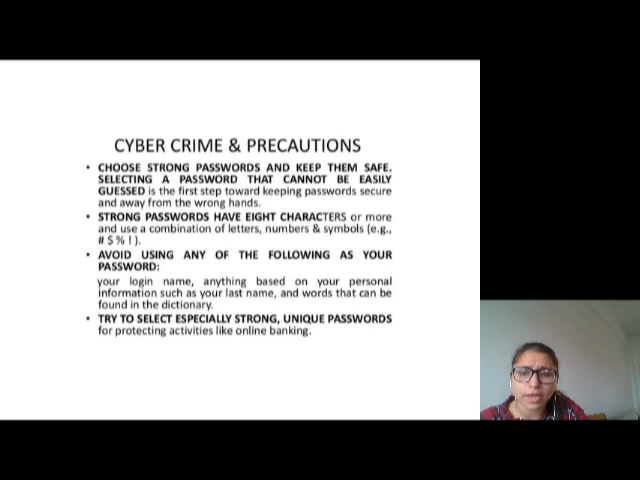 CYBER CRIME & PRECAUTIONS
• CHOOSE STRONG PASSWORDS AND KEEP THEM SAFE.
SELECTING A PASSWORD THAT CANNOT BE EASILY
GUESSED is the first step toward keeping passwords secure
and away from the wrong hands.
• STRONG PASSWORDS HAVE EIGHT CHARACTERS or more
and use a combination of letters, numbers & symbols (e.g.,
# $ % ! ).
• AVOID USING ANY OF THE FOLLOWING AS YOUR
PASSWORD:
your login name, anything based on your personal
information such as your last name, and words that can be
found in the dictionary.
• TRY TO SELECT ESPECIALLY STRONG, UNIQUE PASSWORDS
for protecting activities like online banking.